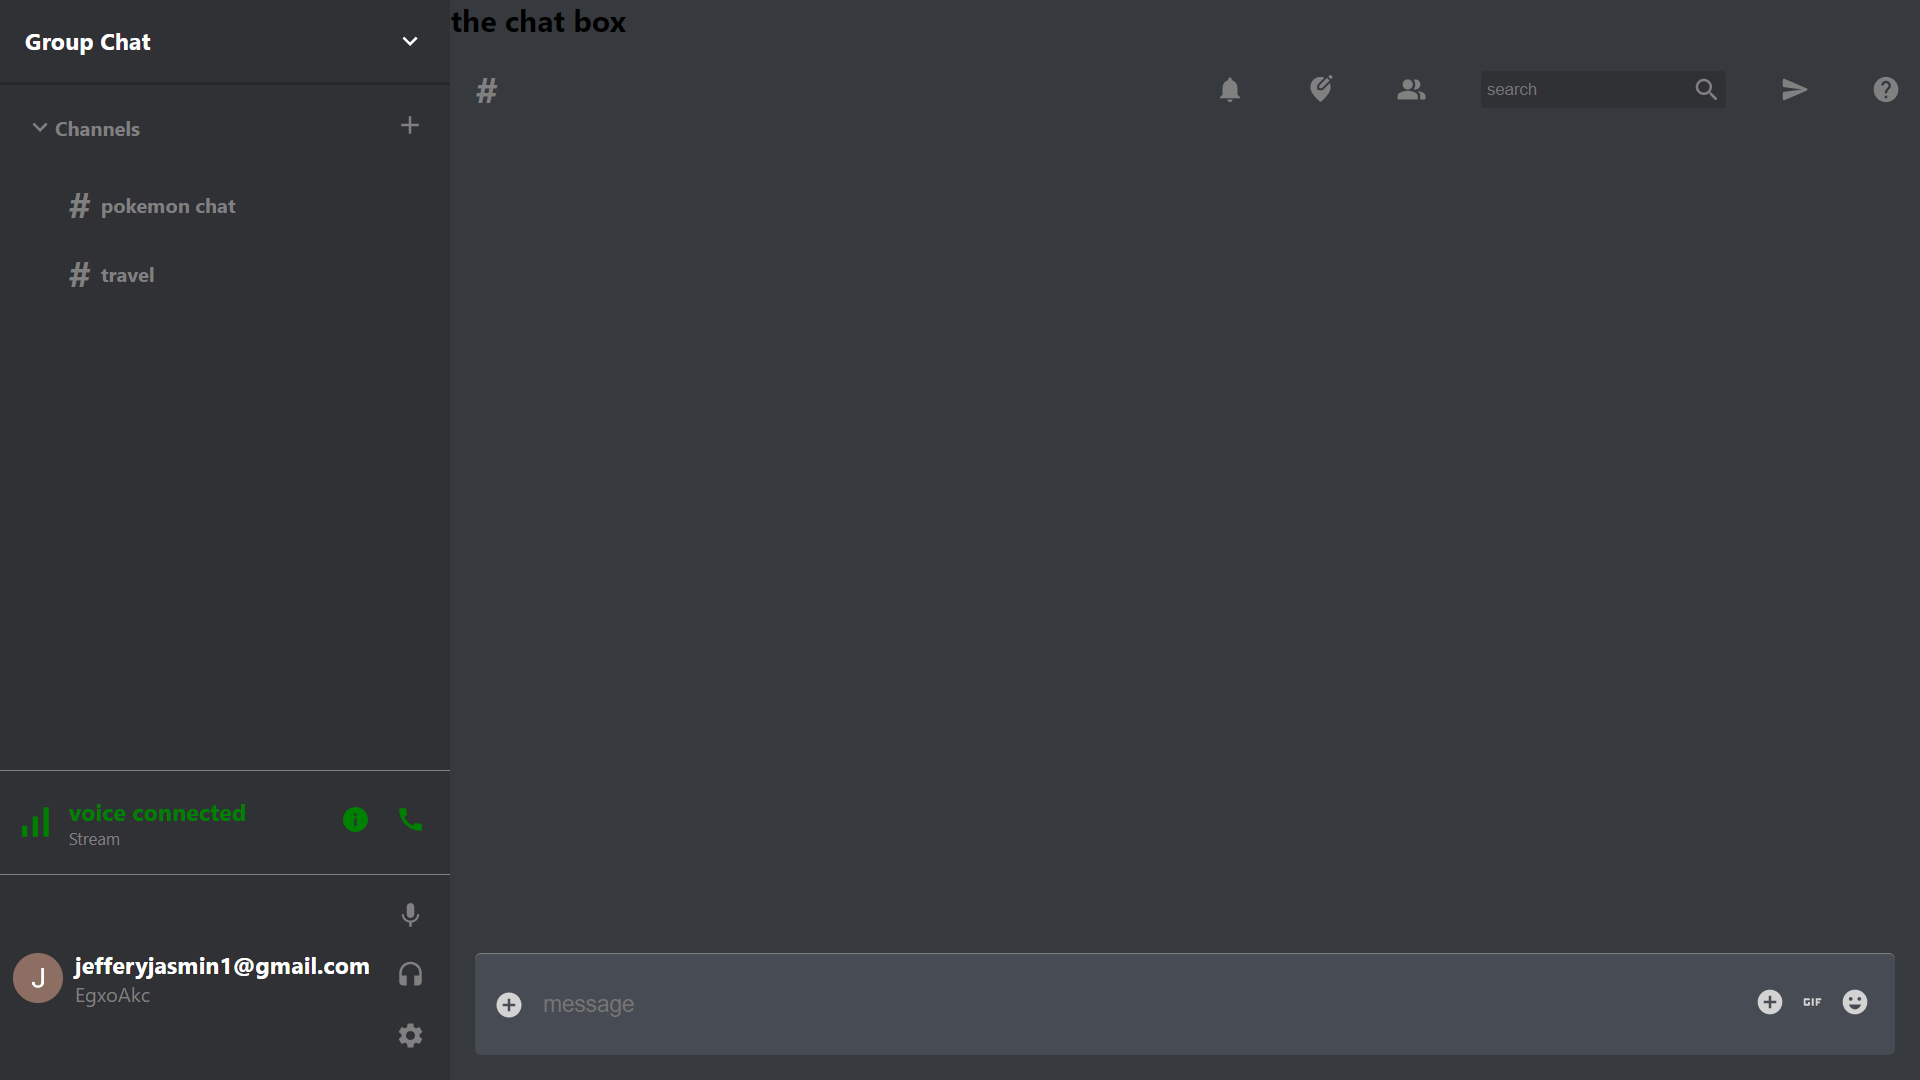 Group Chat
Channels
# pokemon chat
# travel
voice connected
Stream
J
jefferyjasmin1@gmail.com
EgxoAkc
the chat box
#
search
message
GIF